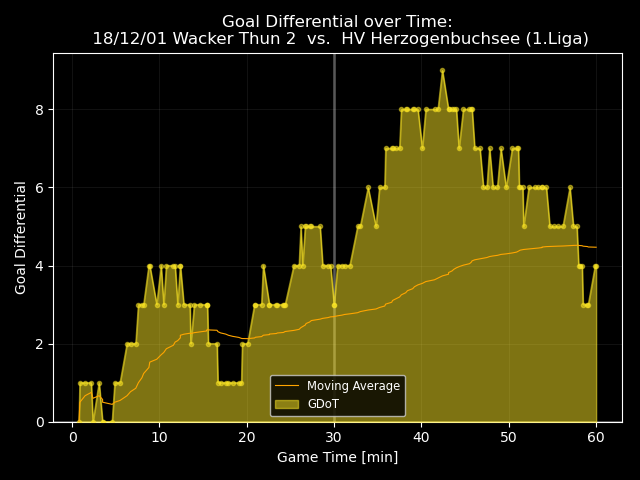 Goal Differential over Time:
18/12/01 Wacker Thun 2  vs.  HV Herzogenbuchsee (1.Liga)
Goal Differential
8
6
4
2
0
Moving Average
GDoT
0 10 20 30 40 50 60
Game Time [min]